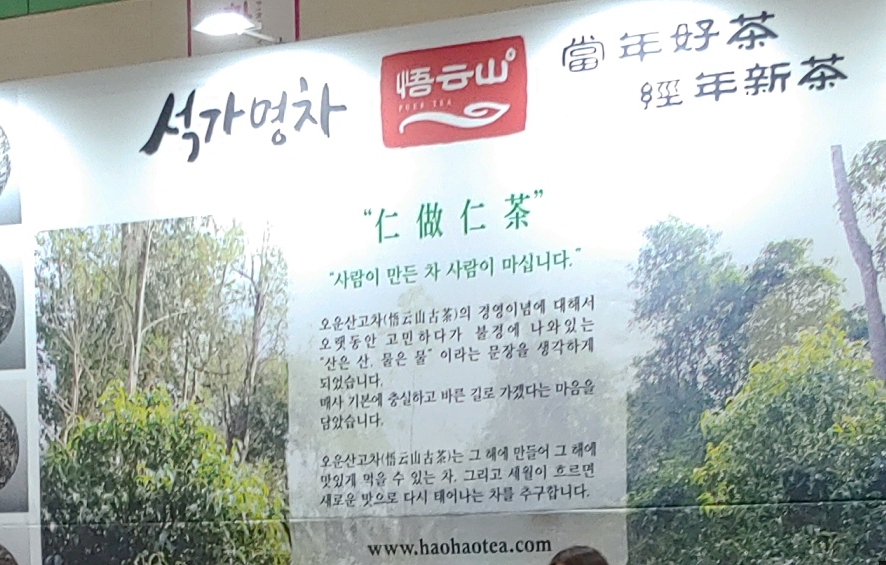 석가명차
悟云山
PUER TEA
當年好茶
經年新茶
“仁做仁茶”
“사람이 만든 차 사람이 마십니다.”
오운산고차(悟云山古茶)의 경영이념에 대해서
오랫동안 고민하다가 불경에 나와있는
“산은 산, 물은 물” 이라는 문장을 생각하게
되었습니다.
매사 기본에 충실하고 바른 길로 가겠다는 마음을
담았습니다.
오운산고차(悟云山古茶)는 그 해에 만들어 그 해에
맛있게 먹을 수 있는 차, 그리고 세월이 흐르면
새로운 맛으로 다시 태어나는 차를 추구합니다.
www.haohaotea.com